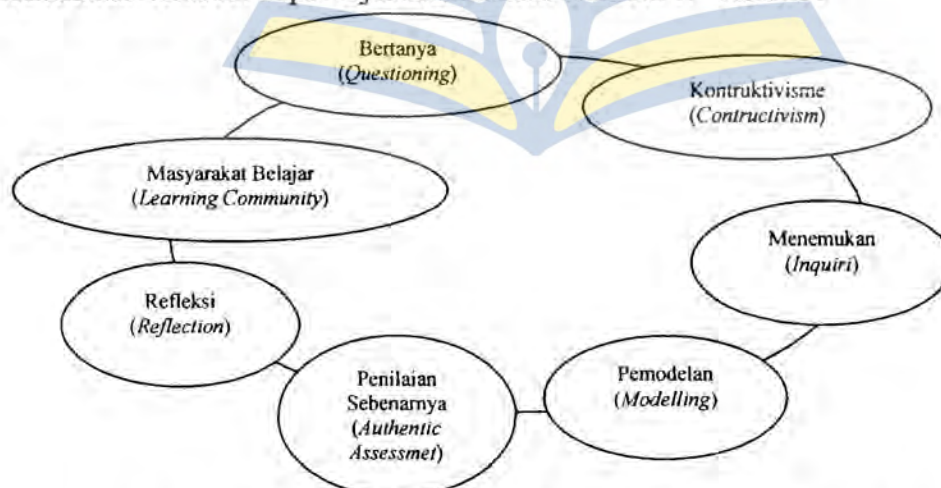 Bertanya
(Questioning)
Kontruktivisme
(Contructivism)
Masyarakat Belajar
(Learning Community)
Menemukan
(Inquiri)
Refleksi
(Reflection)
Pemodelan
(Modelling)
Penilaian
Sebenarnya
(Authentic
Assessmet)